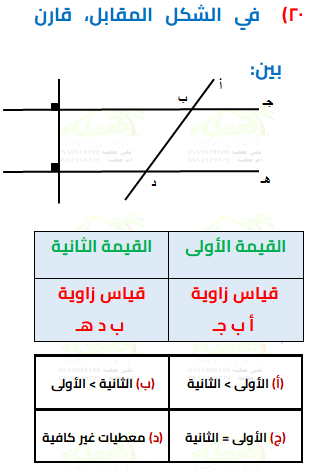 ٢٠) في الشكل المقابل، قارن
بين:
أ
ب
جـ
د
هـ
القيمة الأولى
القيمة الثانية
قياس زاوية
أ ب جـ
قياس زاوية
ب د هـ
(أ) الأولى > الثانية
(ب) الثانية > الأولى
(ج) الأولى = الثانية
(د) معطيات غير كافية